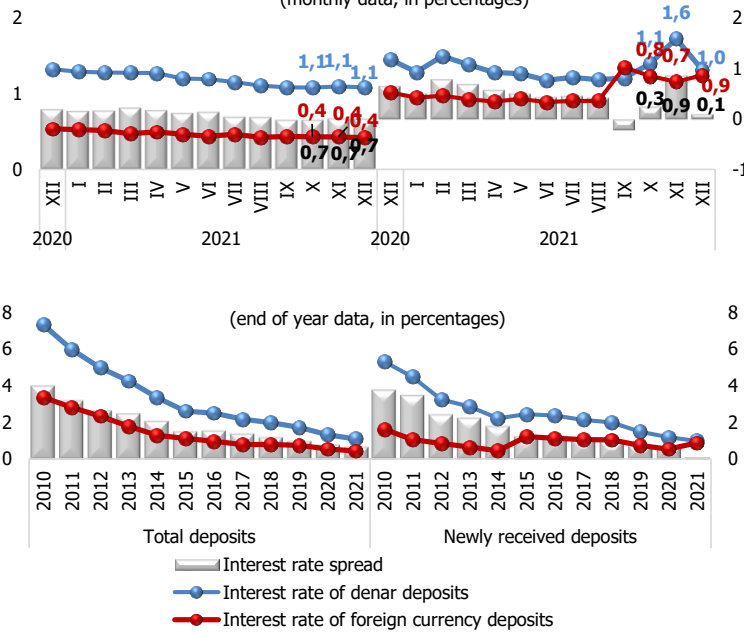 (monthly data, in percentages)
2
1
0
1,1 1,1 1,1
0,4 0,4 0,4
0,7 0,7 0,7
XII I II III IV V VI VII VIII IX X XI XII
2020 2021
2
1
0
-1
1,1 1,6 1,0
0,8 0,7 0,9
0,3 0,9 0,1
XII I II III IV V VI VII VIII IX X XI XII
2020 2021
(end of year data, in percentages)
8
6
4
2
0
2010 2011 2012 2013 2014 2015 2016 2017 2018 2019 2020 2021
Total deposits
8
6
4
2
0
2010 2011 2012 2013 2014 2015 2016 2017 2018 2019 2020 2021
Newly received deposits
Interest rate spread
Interest rate of denar deposits
Interest rate of foreign currency deposits